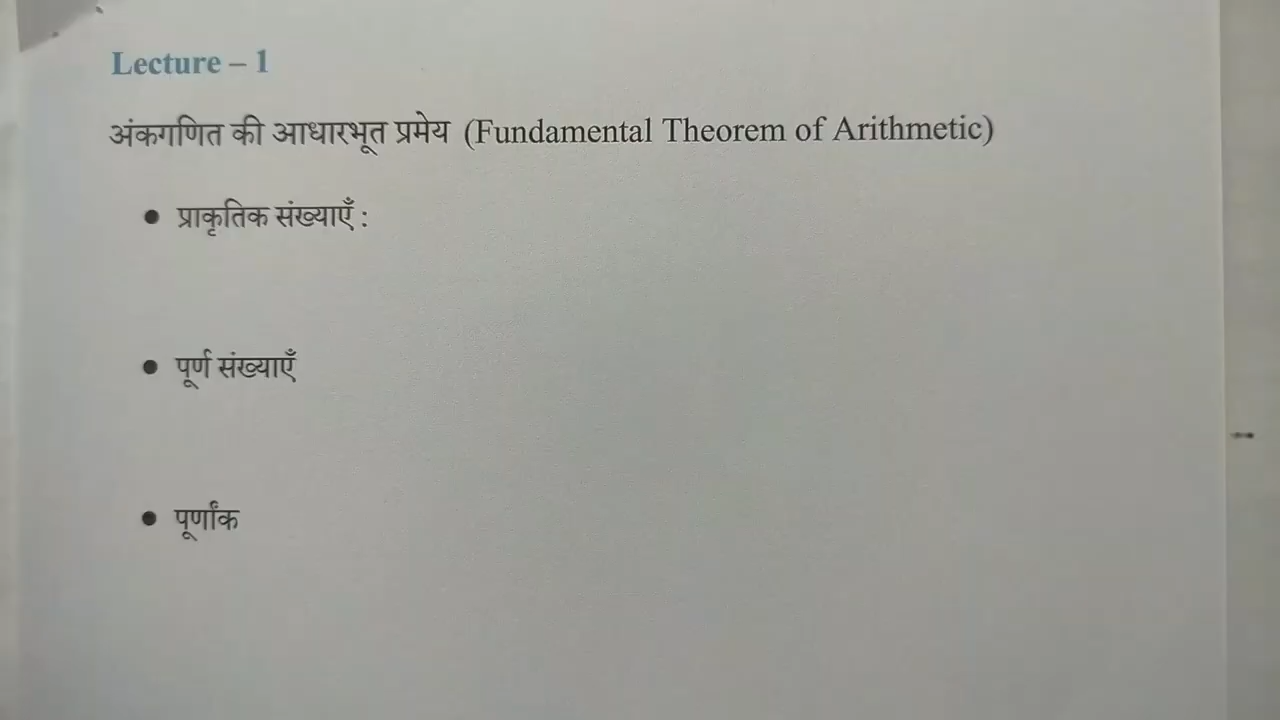 Lecture – 1
अंकगणित की आधारभूत प्रमेय (Fundamental Theorem of Arithmetic)
● प्राकृतिक संख्याएँ :
● पूर्ण संख्याएँ
● पूर्णांक